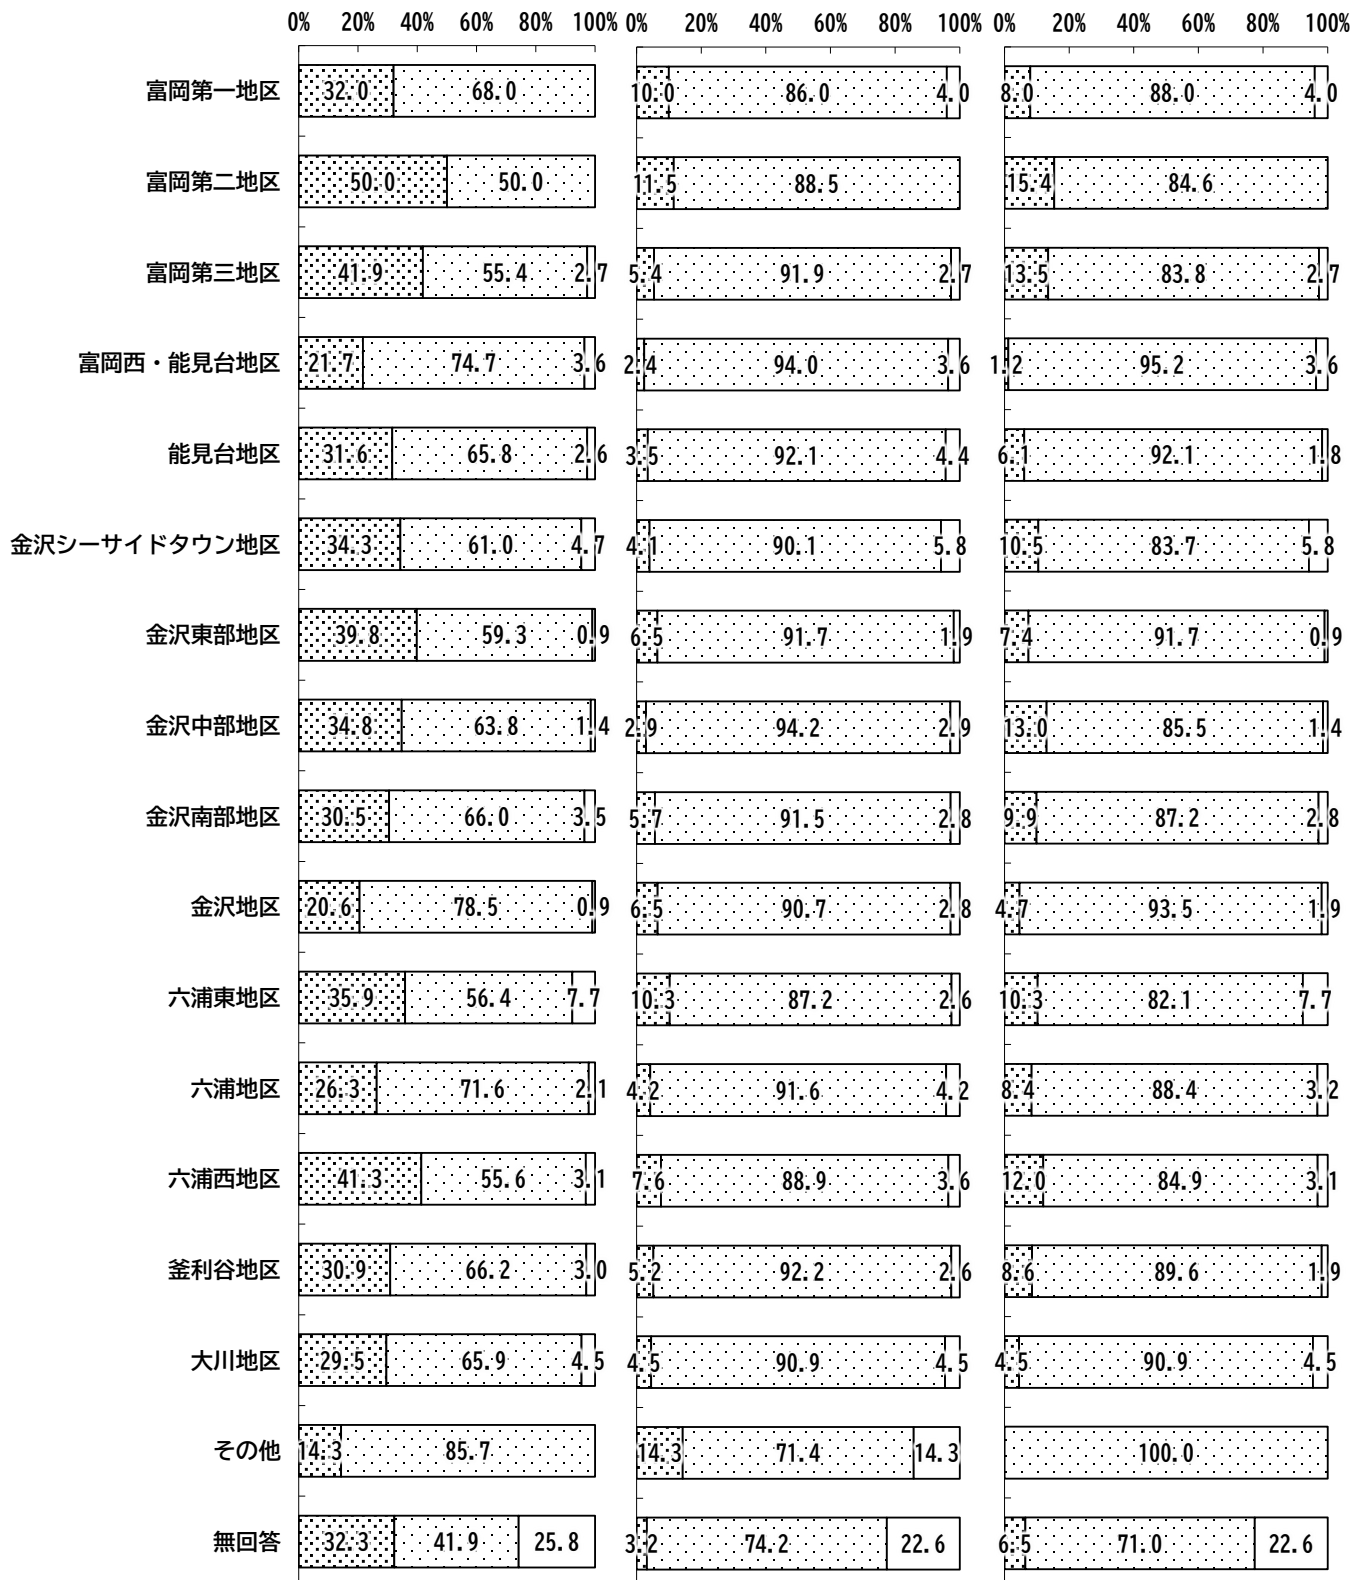 0% 20% 40% 60% 80% 100% 0% 20% 40% 60% 80% 100% 0% 20% 40% 60% 80% 100%
富岡第一地区 32.0 68.0 10.0 86.0 4.0 8.0 88.0 4.0
富岡第二地区 50.0 50.0 11.5 88.5 15.4 84.6
富岡第三地区 41.9 55.4 2.7 5.4 91.9 2.7 13.5 83.8 2.7
富岡西・能見台地区 21.7 74.7 3.6 2.4 94.0 3.6 1.2 95.2 3.6
能見台地区 31.6 65.8 2.6 3.5 92.1 4.4 6.1 92.1 1.8
金沢シーサイドタウン地区 34.3 61.0 4.7 4.1 90.1 5.8 10.5 83.7 5.8
金沢東部地区 39.8 59.3 0.9 6.5 91.7 1.9 7.4 91.7 0.9
金沢中部地区 34.8 63.8 1.4 2.9 94.2 2.9 13.0 85.5 1.4
金沢南部地区 30.5 66.0 3.5 5.7 91.5 2.8 9.9 87.2 2.8
金沢地区 20.6 78.5 0.9 6.5 90.7 2.8 4.7 93.5 1.9
六浦東地区 35.9 56.4 7.7 10.3 87.2 2.6 10.3 82.1 7.7
六浦地区 26.3 71.6 2.1 4.2 91.6 4.2 8.4 88.4 3.2
六浦西地区 41.3 55.6 3.1 7.6 88.9 3.6 12.0 84.9 3.1
釜利谷地区 30.9 66.2 3.0 5.2 92.2 2.6 8.6 89.6 1.9
大川地区 29.5 65.9 4.5 4.5 90.9 4.5 4.5 90.9 4.5
その他 14.3 85.7 14.3 71.4 14.3 100.0
無回答 32.3 41.9 25.8 3.2 74.2 22.6 6.5 71.0 22.6